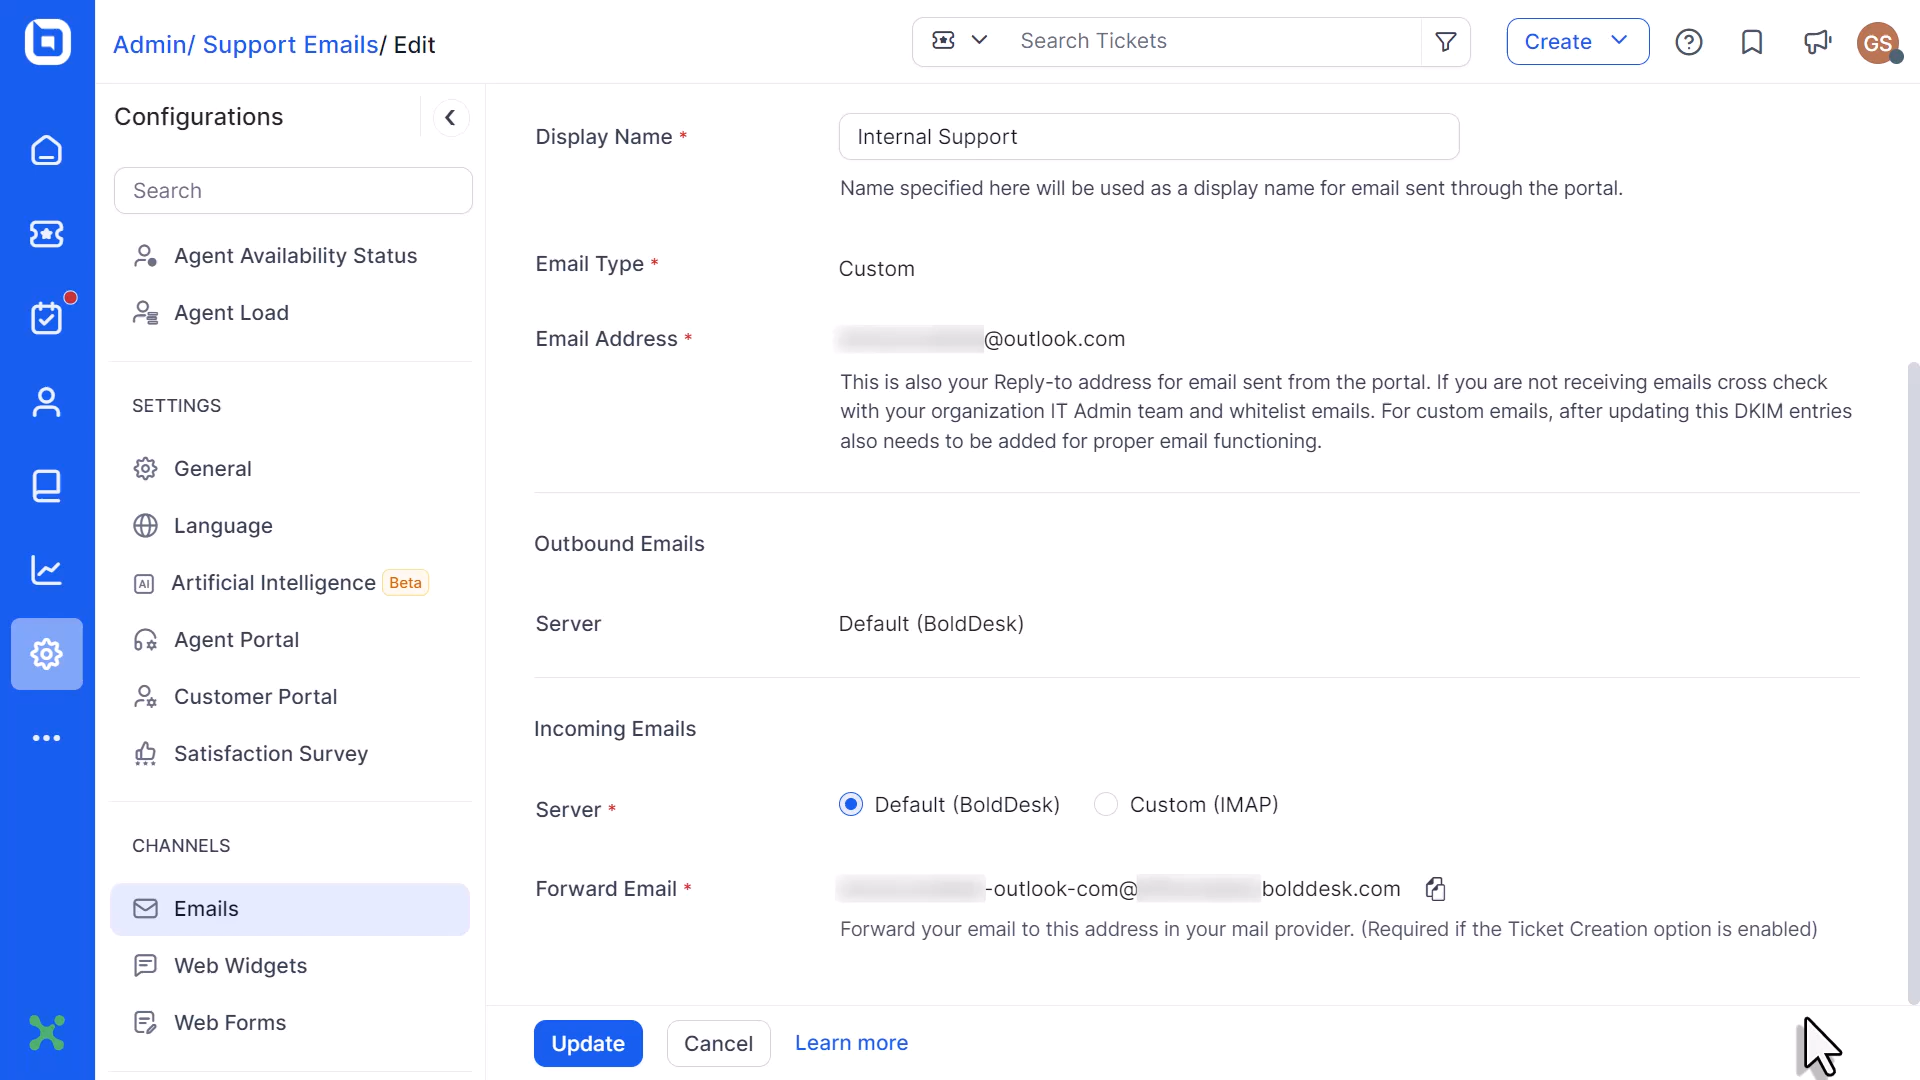 Admin/ Support Emails/ Edit
Search Tickets
Create
GS
Configurations
Search
Agent Availability Status
Agent Load
SETTINGS
General
Language
AI
Artificial Intelligence Beta
Agent Portal
Customer Portal
Satisfaction Survey
CHANNELS
Emails
Web Widgets
Web Forms
Display Name *
Internal Support
Name specified here will be used as a display name for email sent through the portal.
Email Type *
Custom
Email Address *
@outlook.com
This is also your Reply-to address for email sent from the portal. If you are not receiving emails cross check
with your organization IT Admin team and whitelist emails. For custom emails, after updating this DKIM entries
also needs to be added for proper email functioning.
Outbound Emails
Server
Default (BoldDesk)
Incoming Emails
Server *
Default (BoldDesk)
Custom (IMAP)
Forward Email *
-outlook-com@ bolddesk.com
Forward your email to this address in your mail provider. (Required if the Ticket Creation option is enabled)
Update
Cancel
Learn more